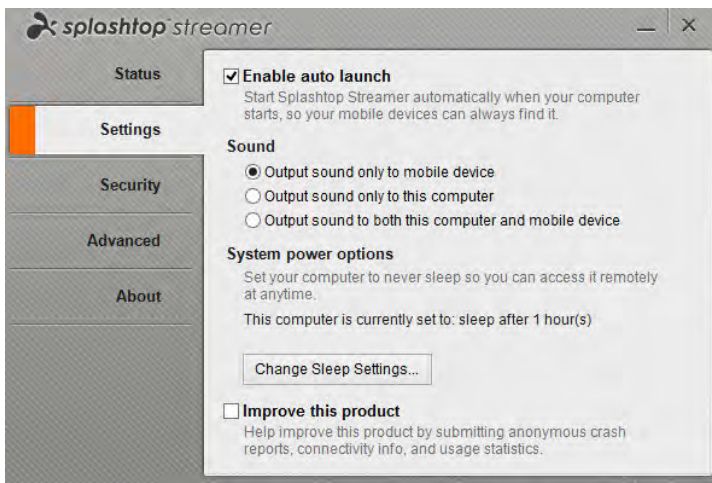 splashtop streamer
Status
Settings
Security
Advanced
About
Enable auto launch
Start Splashtop Streamer automatically when your computer
starts, so your mobile devices can always find it.
Sound
Output sound only to mobile device
Output sound only to this computer
Output sound to both this computer and mobile device
System power options
Set your computer to never sleep so you can access it remotely
at anytime.
This computer is currently set to: sleep after 1 hour(s)
Change Sleep Settings...
Improve this product
Help improve this product by submitting anonymous crash
reports, connectivity info, and usage statistics.